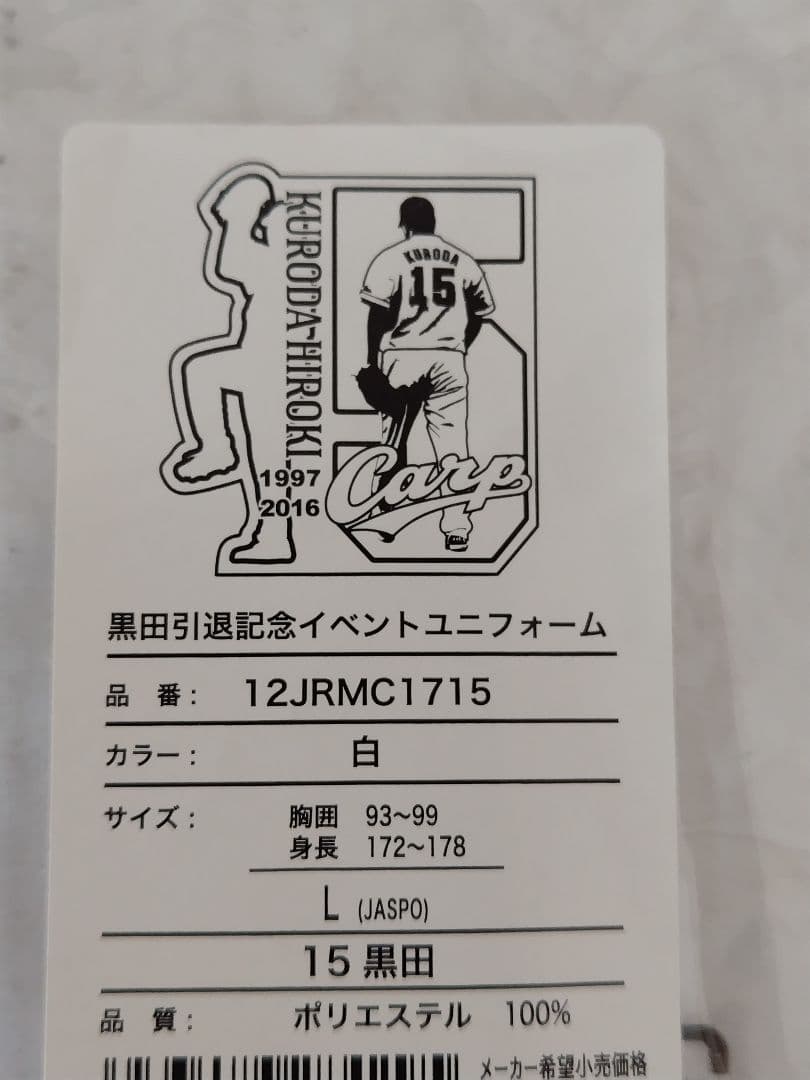 KURODA HIROKI
1997
2016
KURODA
15
Carp
黒田引退記念イベントユニフォーム
品 番： 12JRMC1715
カラー： 白
サイズ： 胸囲 93～99
身長 172～178
L (JASPO)
15 黒田
品 質： ポリエステル 100%
メーカー希望小売価格